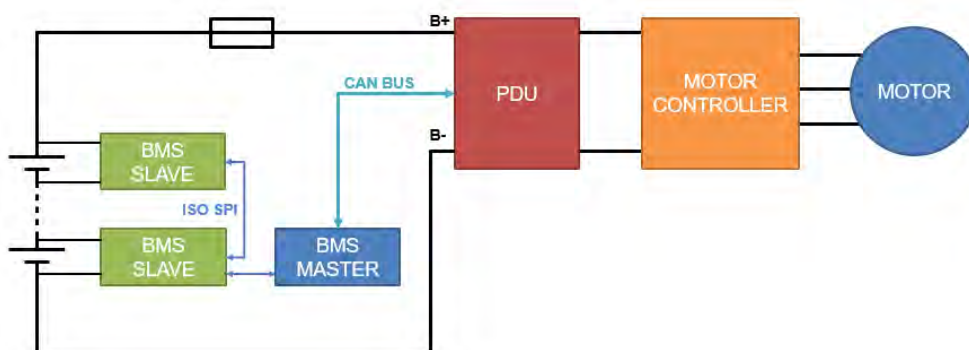 B+
CAN BUS
PDU
MOTOR
CONTROLLER
MOTOR
B-
BMS
SLAVE
ISO SPI
BMS
SLAVE
BMS
MASTER